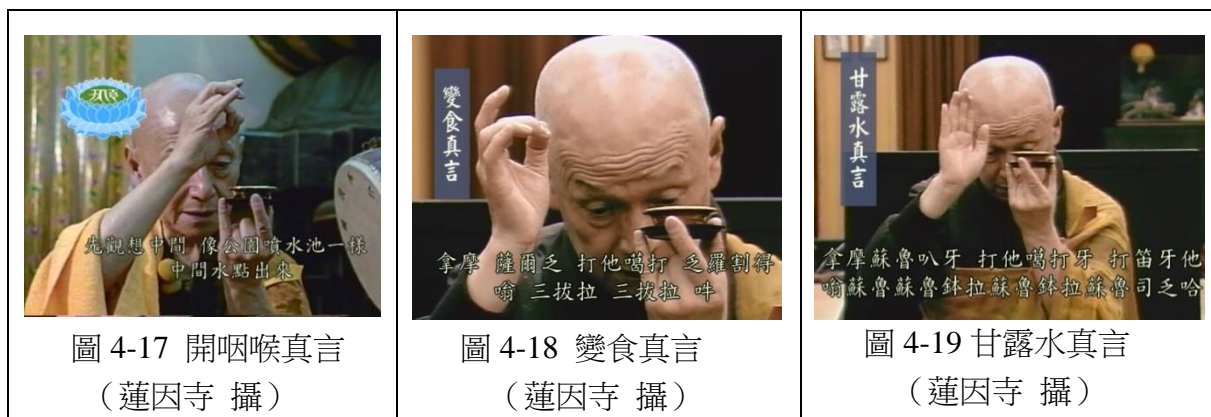 先觀想中間 像公園噴水池一樣
中間水點出來
圖 4-17 開咽喉真言
(蓮因寺 攝)
變食真言
拿摩 薩爾乏 打他噶打 乏羅割得
嗡 三拔拉 三拔拉 吽
圖 4-18 變食真言
(蓮因寺 攝)
甘露水真言
拿摩蘇魯叭牙 打他噶打牙 打笛牙他
嗡蘇魯蘇魯鉢拉蘇魯鉢拉蘇魯司乏哈
圖 4-19 甘露水真言
(蓮因寺 攝)